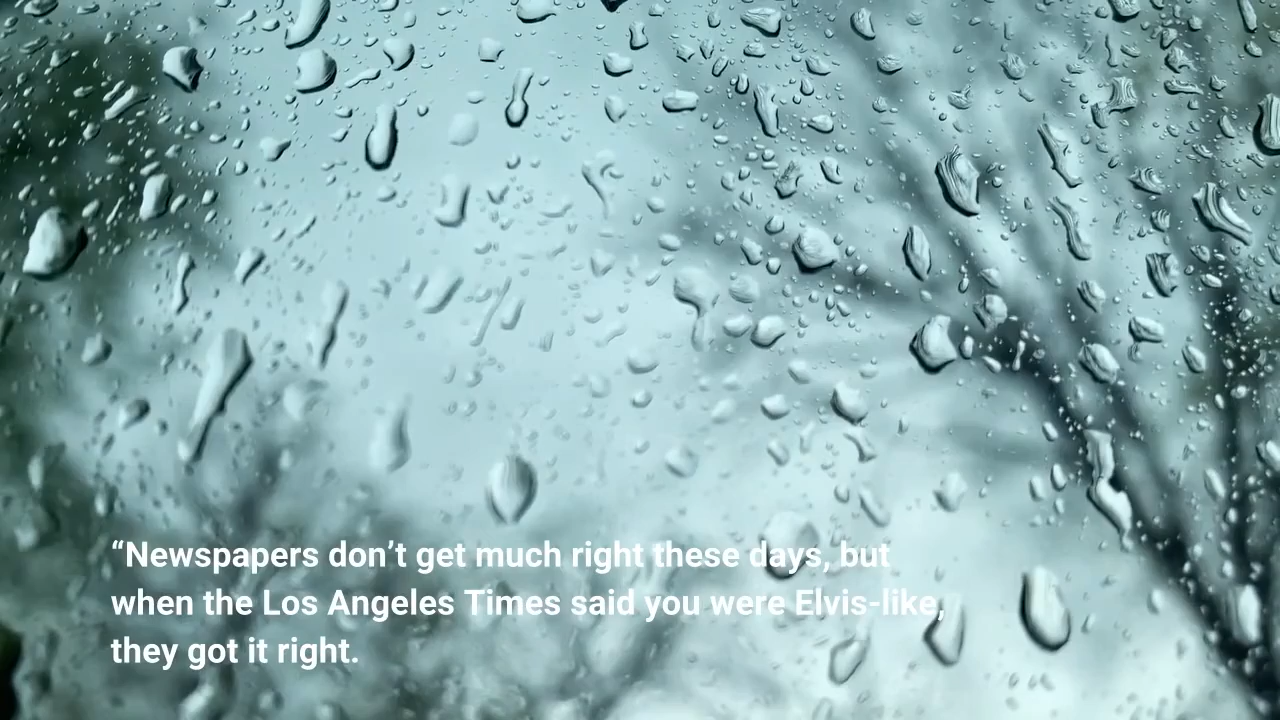 “Newspapers don’t get much right these days, but
when the Los Angeles Times said you were Elvis-like,
they got it right.